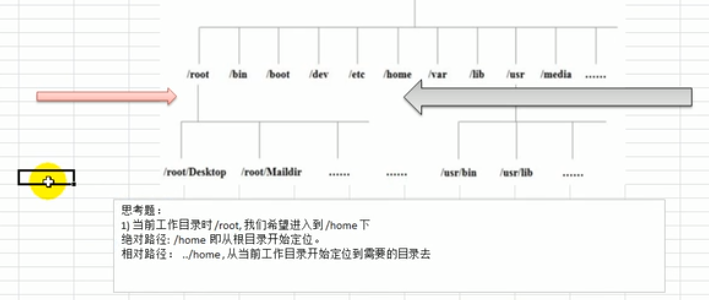 /root /bin /boot /dev /etc /home /var /lib /usr /media ……
/root/Desktop /root/Maildir …… …… /usr/bin /usr/lib ……
思考题：
1) 当前工作目录时 /root, 我们希望进入到 /home 下
绝对路径: /home 即从根目录开始定位。
相对路径： ../home , 从当前工作目录开始定位到需要的目录去